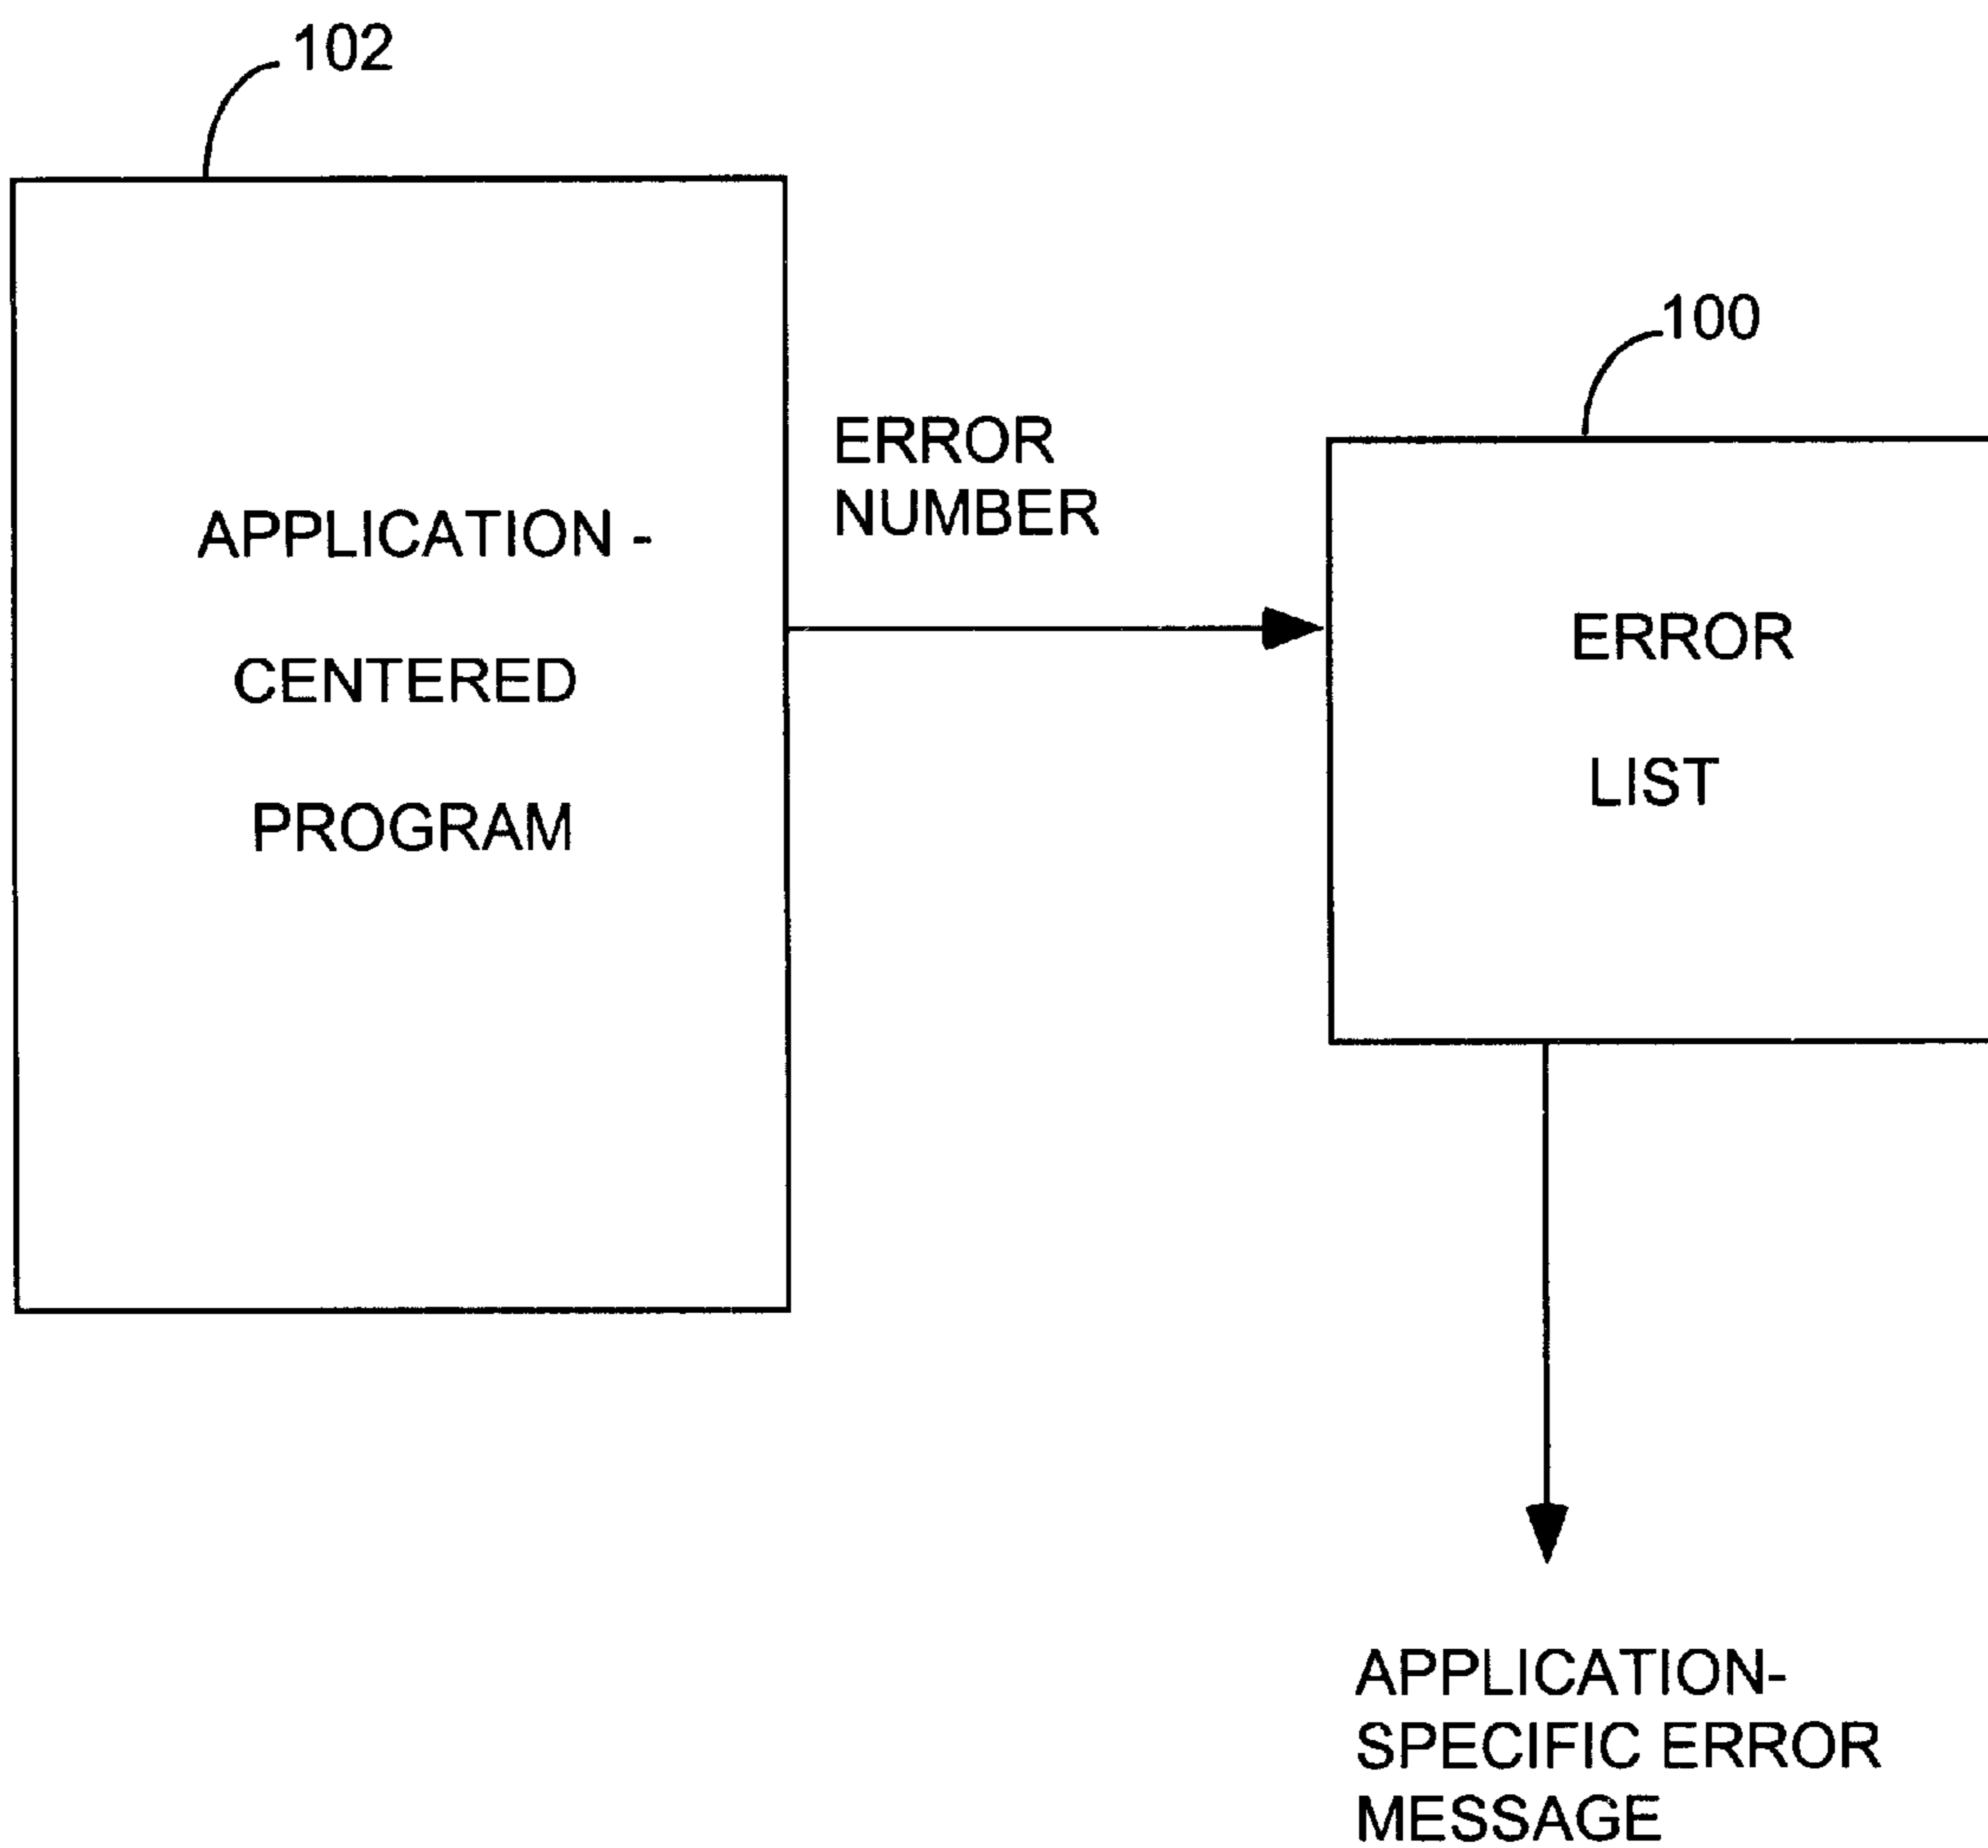 102
APPLICATION -
CENTERED
PROGRAM
ERROR
NUMBER
100
ERROR
LIST
APPLICATION-
SPECIFIC ERROR
MESSAGE